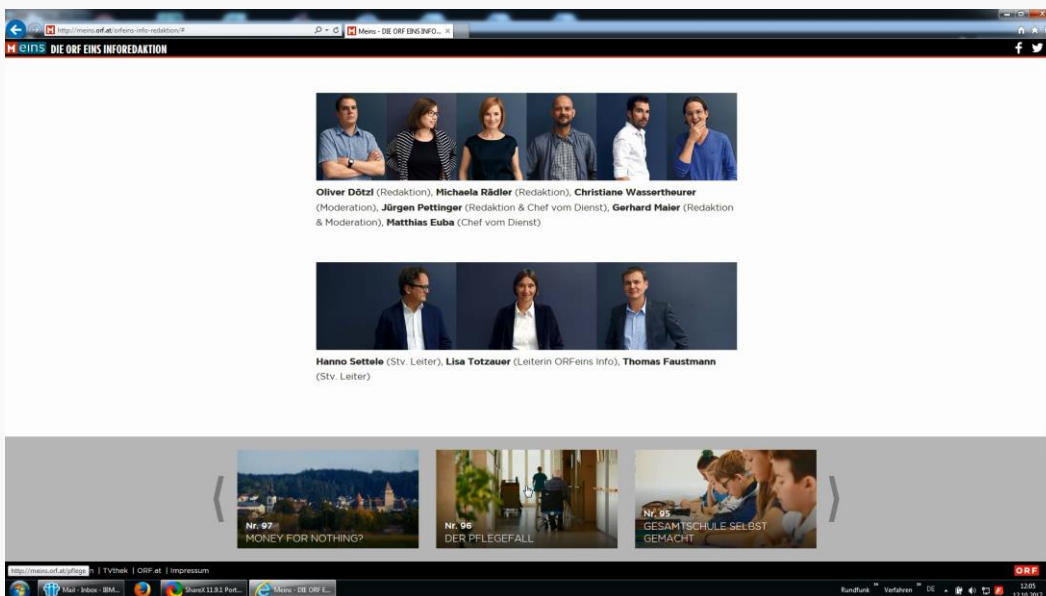 http://meins.orf.at/orfeins-info-redaktion/#
Meins - DIE ORF EINS INFO...
M eins DIE ORF EINS INFOREDAKTION
Oliver Dötzl (Redaktion), Michaela Rädler (Redaktion), Christiane Wassertheurer
(Moderation), Jürgen Pettinger (Redaktion & Chef vom Dienst), Gerhard Maier (Redaktion
& Moderation), Matthias Euba (Chef vom Dienst)
Hanno Settele (Stv. Leiter), Lisa Totzauer (Leiterin ORFeins Info), Thomas Faustmann
(Stv. Leiter)
Nr. 97
MONEY FOR NOTHING?
Nr. 96
DER PFLEGEFALL
Nr. 95
GESAMTSCHULE SELBST
GEMACHT
http://meins.orf.at/pflege n | TVthek | ORF.at | Impressum
ORF
Mail - Inbox - IBM...
ShareX 11.9.1 Port...
Meins - DIE ORF E...
Rundfunk
Verfahren
DE
12:05
12.10.2017